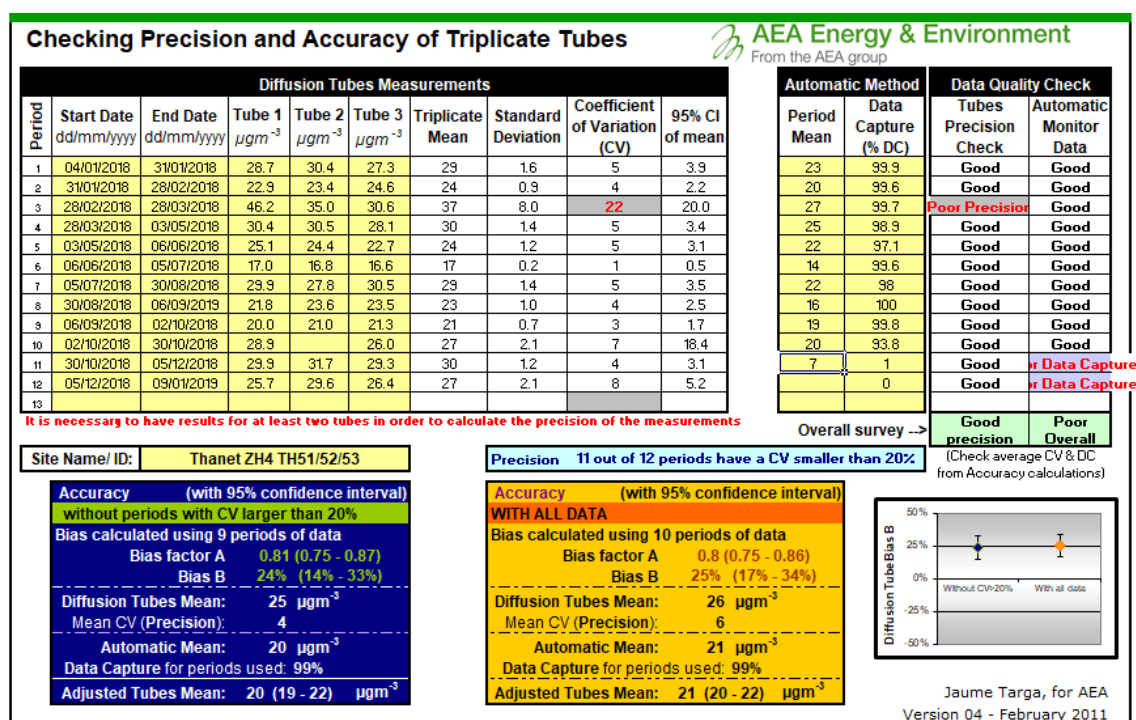 Checking Precision and Accuracy of Triplicate Tubes
AEA Energy & Environment
From the AEA group
Diffusion Tubes Measurements
Automatic Method
Data Quality Check
Period Start Date dd/mm/yyyy End Date dd/mm/yyyy Tube 1 µgm-3 Tube 2 µgm-3 Tube 3 µgm-3 Triplicate Mean Standard Deviation Coefficient of Variation (CV) 95% CI of mean Period Mean Data Capture (% DC) Tubes Precision Check Automatic Monitor Data
1 04/01/2018 31/01/2018 28.7 30.4 27.3 29 1.6 5 3.9 23 99.9 Good Good
2 31/01/2018 28/02/2018 22.9 23.4 24.6 24 0.9 4 2.2 20 99.6 Good Good
3 28/02/2018 28/03/2018 46.2 35.0 30.6 37 8.0 22 20.0 27 99.7 Poor Precision Good
4 28/03/2018 03/05/2018 30.4 30.5 28.1 30 1.4 5 3.4 25 98.9 Good Good
5 03/05/2018 06/06/2018 25.1 24.4 22.7 24 1.2 5 3.1 22 97.1 Good Good
6 06/06/2018 05/07/2018 17.0 16.8 16.6 17 0.2 1 0.5 14 99.6 Good Good
7 05/07/2018 30/08/2018 29.9 27.8 30.5 29 1.4 5 3.5 22 98 Good Good
8 30/08/2018 06/09/2019 21.8 23.6 23.5 23 1.0 4 2.5 16 100 Good Good
9 06/09/2018 02/10/2018 20.0 21.0 21.3 21 0.7 3 1.7 19 99.8 Good Good
10 02/10/2018 30/10/2018 28.9 26.0 27 2.1 7 18.4 20 93.8 Good Good
11 30/10/2018 05/12/2018 29.9 31.7 29.3 30 1.2 4 3.1 7 1 Good r Data Capture
12 05/12/2018 09/01/2019 25.7 29.6 26.4 27 2.1 8 5.2 0 Good r Data Capture
13
It is necessary to have results for at least two tubes in order to calculate the precision of the measurements
Overall survey --> Good precision Poor Overall
Site Name/ ID: Thanet ZH4 TH51/52/53
Precision 11 out of 12 periods have a CV smaller than 20%
(Check average CV & DC
from Accuracy calculations)
Accuracy (with 95% confidence interval)
without periods with CV larger than 20%
Bias calculated using 9 periods of data
Bias factor A 0.81 (0.75 - 0.87)
Bias B 24% (14% - 33%)
Diffusion Tubes Mean: 25 µgm-3
Mean CV (Precision): 4
Automatic Mean: 20 µgm-3
Data Capture for periods used: 99%
Adjusted Tubes Mean: 20 (19 - 22) µgm-3
Accuracy (with 95% confidence interval)
WITH ALL DATA
Bias calculated using 10 periods of data
Bias factor A 0.8 (0.75 - 0.86)
Bias B 25% (17% - 34%)
Diffusion Tubes Mean: 26 µgm-3
Mean CV (Precision): 6
Automatic Mean: 21 µgm-3
Data Capture for periods used: 99%
Adjusted Tubes Mean: 21 (20 - 22) µgm-3
Diffusion Tube Bias B
50%
25%
0%
-25%
-50%
Without CV>20% With all data
Jaume Targa, for AEA
Version 04 - February 2011